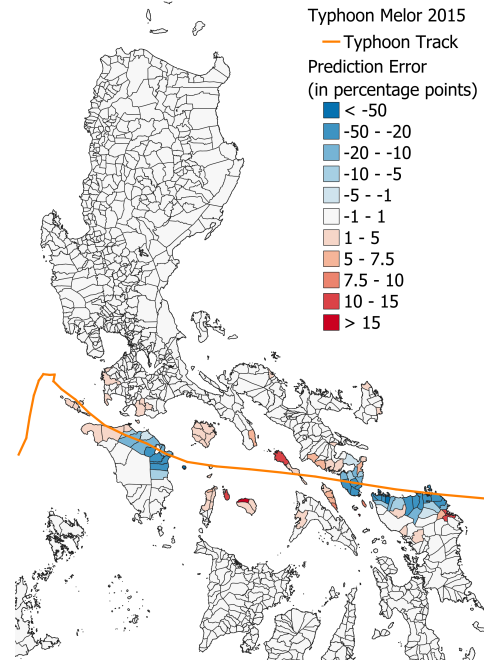 Typhoon Melor 2015
Typhoon Track
Prediction Error
(in percentage points)
< -50
-50 - -20
-20 - -10
-10 - -5
-5 - -1
-1 - 1
1 - 5
5 - 7.5
7.5 - 10
10 - 15
> 15